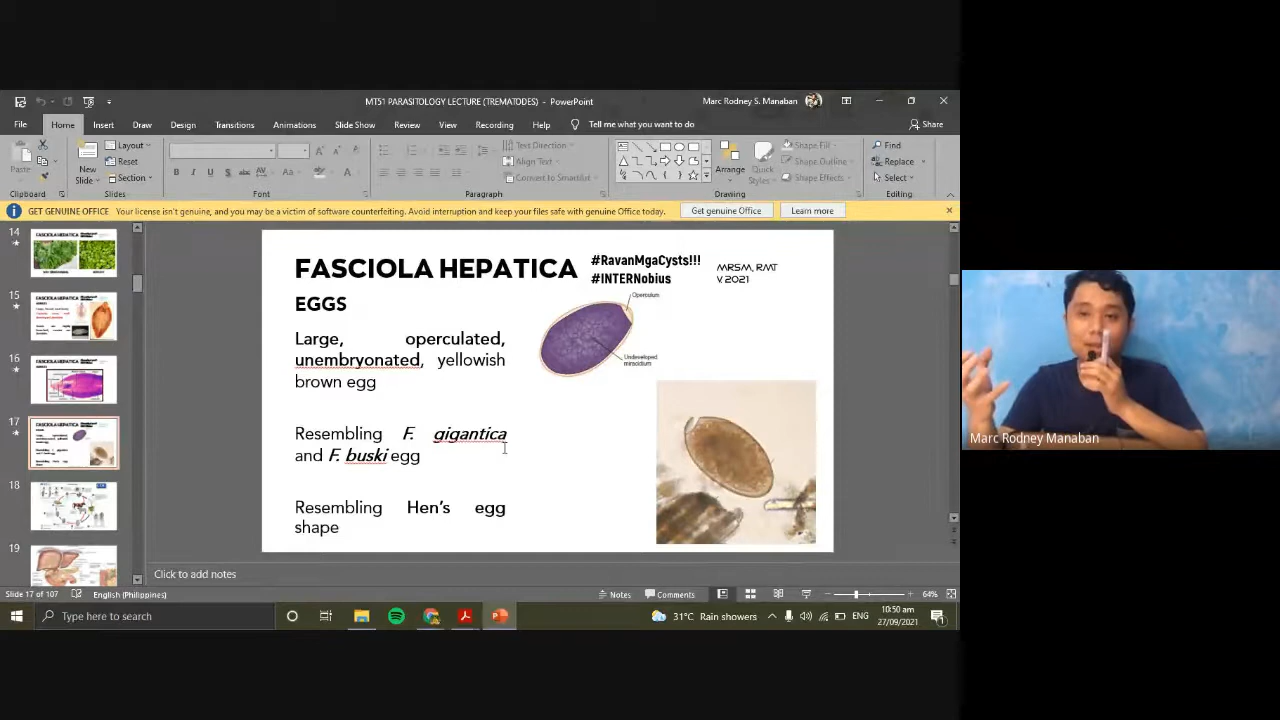 MT51 PARASITOLOGY LECTURE (TREMATODES) - PowerPoint
Marc Rodney S. Manaban
File Home Insert Draw Design Transitions Animations Slide Show Review View Recording Help Tell me what you want to do Share
Paste
New Slide
Layout
Reset
Section
Text Direction
Align Text
Convert to SmartArt
Arrange
Quick Styles
Shape Fill
Shape Outline
Shape Effects
Find
Replace
Select
Clipboard Slides Font Paragraph Drawing Editing
GET GENUINE OFFICE Your license isn't genuine, and you may be a victim of software counterfeiting. Avoid interruption and keep your files safe with genuine Office today. Get genuine Office Learn more
14
15
16
17
18
19
FASCIOLA HEPATICA
#RavanMgaCysts!!!
#INTERNobius
MRSM, RMT
V.2021
EGGS
Large, operculated,
unembryonated, yellowish
brown egg
Resembling F. gigantica
and F. buski egg
Resembling Hen's egg
shape
Operculum
Undeveloped
miracidium
Marc Rodney Manaban
Click to add notes
Slide 17 of 107 English (Philippines) Notes Comments 64%
Type here to search
31°C Rain showers ENG
10:50 am
27/09/2021